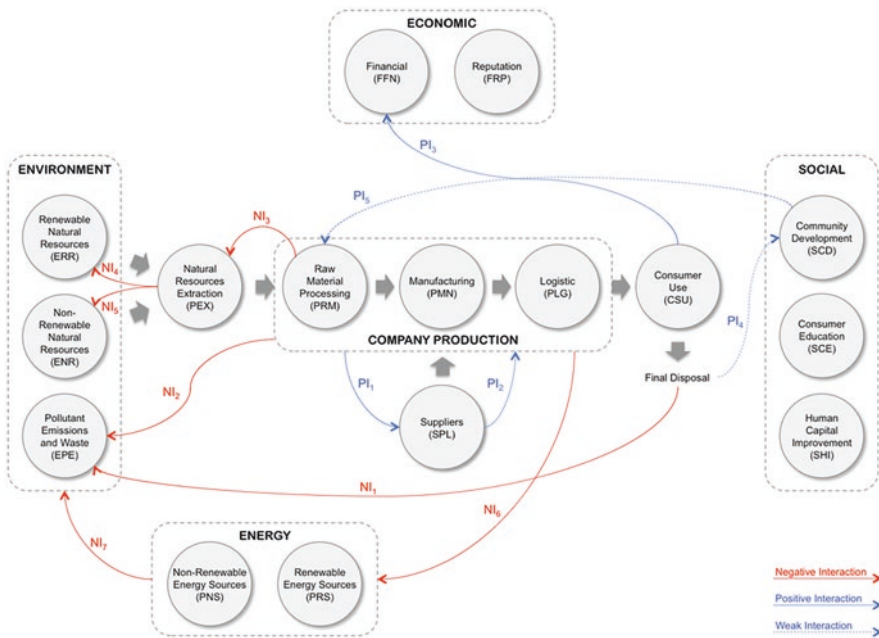 ECONOMIC
Financial
(FFN)
Reputation
(FRP)
PI3
ENVIRONMENT
SOCIAL
Renewable
Natural
Resources
(ERR)
NI3
PI5
Community
Development
(SCD)
NI4
Natural
Resources
Extraction
(PEX)
Raw
Material
Processing
(PRM)
Manufacturing
(PMN)
Logistic
(PLG)
Consumer
Use
(CSU)
NI5
Non-
Renewable
Natural
Resources
(ENR)
COMPANY PRODUCTION
PI4
Consumer
Education
(SCE)
NI2
PI1
PI2
Final Disposal
Pollutant
Emissions
and Waste
(EPE)
Suppliers
(SPL)
Human
Capital
Improvement
(SHI)
NI1
NI6
NI7
ENERGY
Non-Renewable
Energy Sources
(PNS)
Renewable
Energy Sources
(PRS)
Negative Interaction
Positive Interaction
Weak Interaction